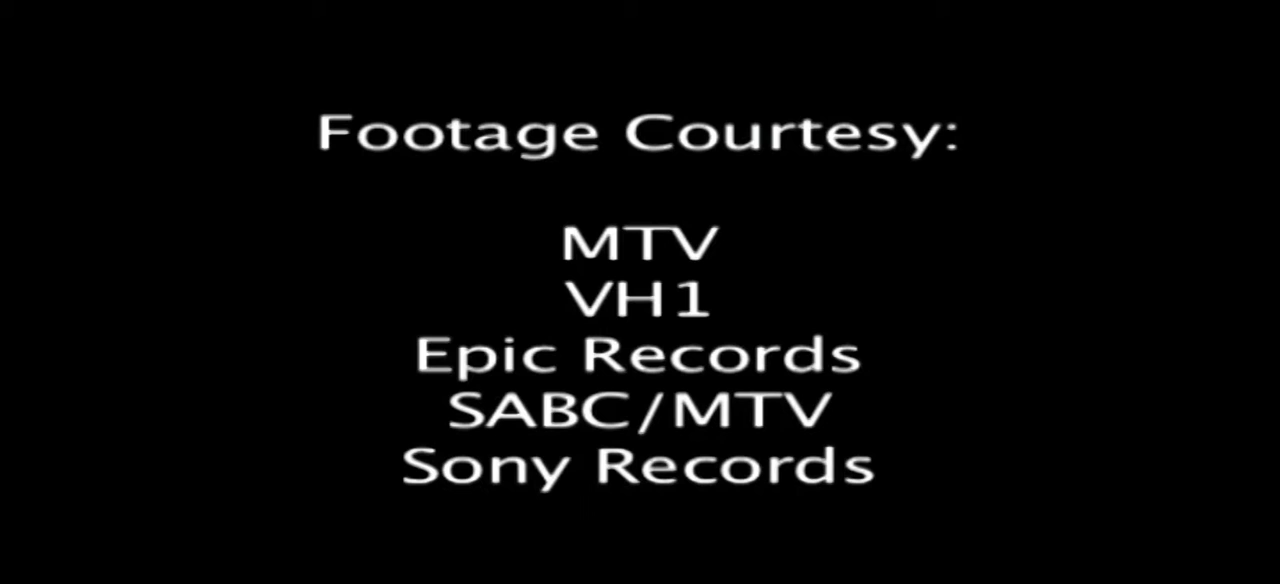 Footage Courtesy:
MTV
VH1
Epic Records
SABC/MTV
Sony Records